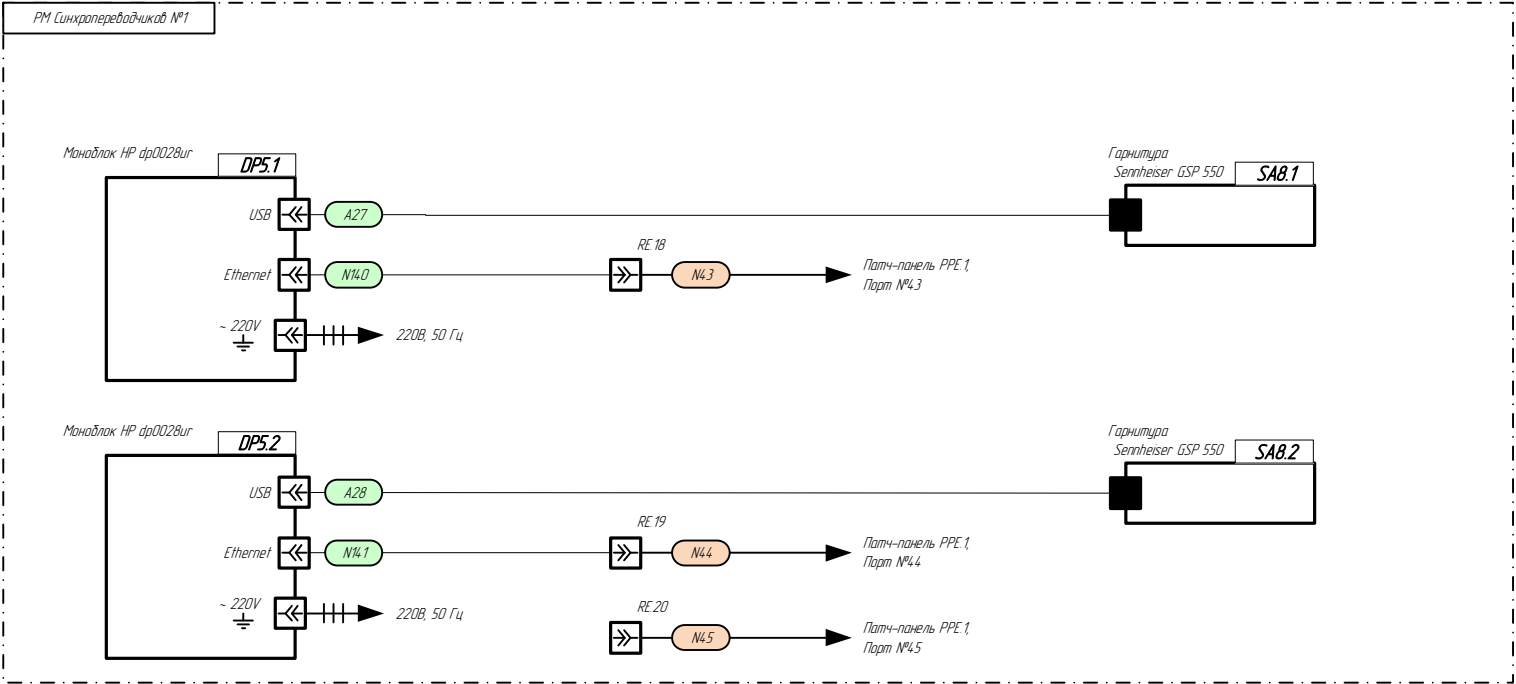 РМ Синхропереводчиков №1
Моноблок HP dp0028ur
DP5.1
USB
A27
Ethernet
N140
~ 220V
220В, 50 Гц
RE.18
N43
Патч-панель PPE.1,
Порт №43
Гарнитура
Sennheiser GSP 550
SA8.1
Моноблок HP dp0028ur
DP5.2
USB
A28
Ethernet
N141
~ 220V
220В, 50 Гц
RE.19
N44
Патч-панель PPE.1,
Порт №44
RE.20
N45
Патч-панель PPE.1,
Порт №45
Гарнитура
Sennheiser GSP 550
SA8.2